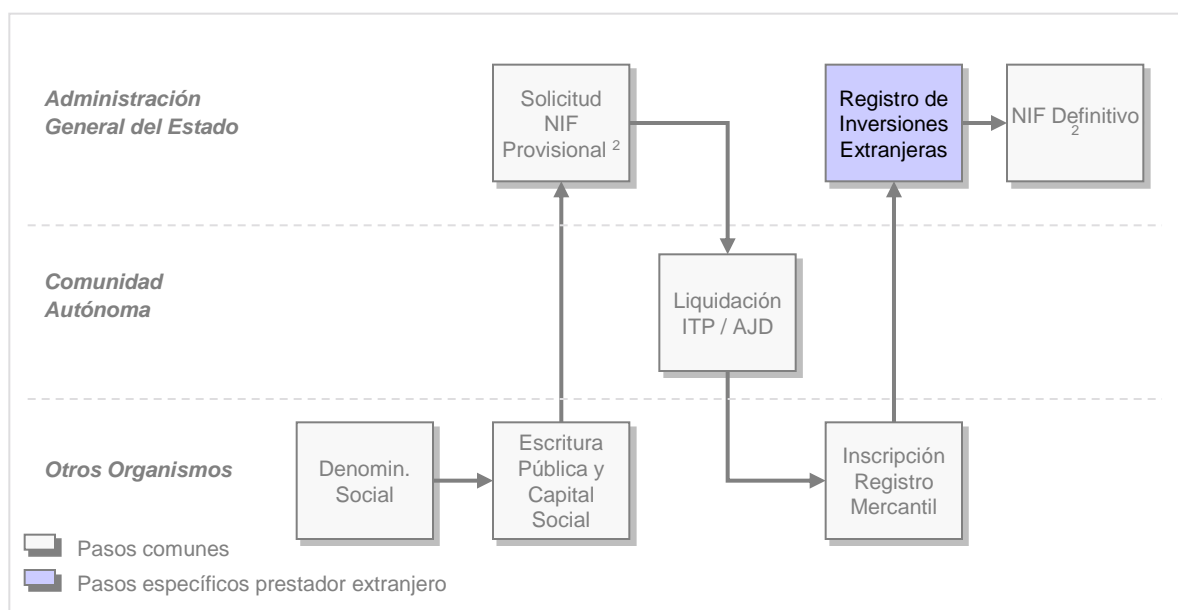 Administración
General del Estado
Solicitud
NIF
Provisional ²
Registro de
Inversiones
Extranjeras
NIF Definitivo
²
Comunidad
Autónoma
Liquidación
ITP / AJD
Otros Organismos
Denomin.
Social
Escritura
Pública y
Capital
Social
Inscripción
Registro
Mercantil
Pasos comunes
Pasos específicos prestador extranjero